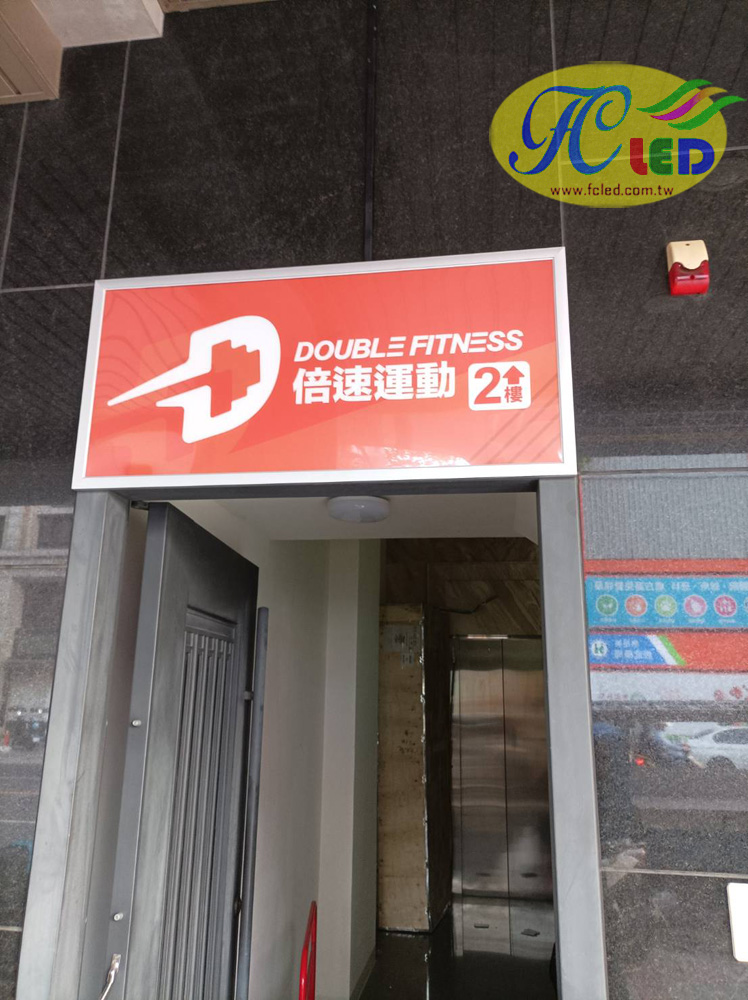 FC LED
www.fcled.com.tw
DOUBLE FITNESS
倍速運動 2樓